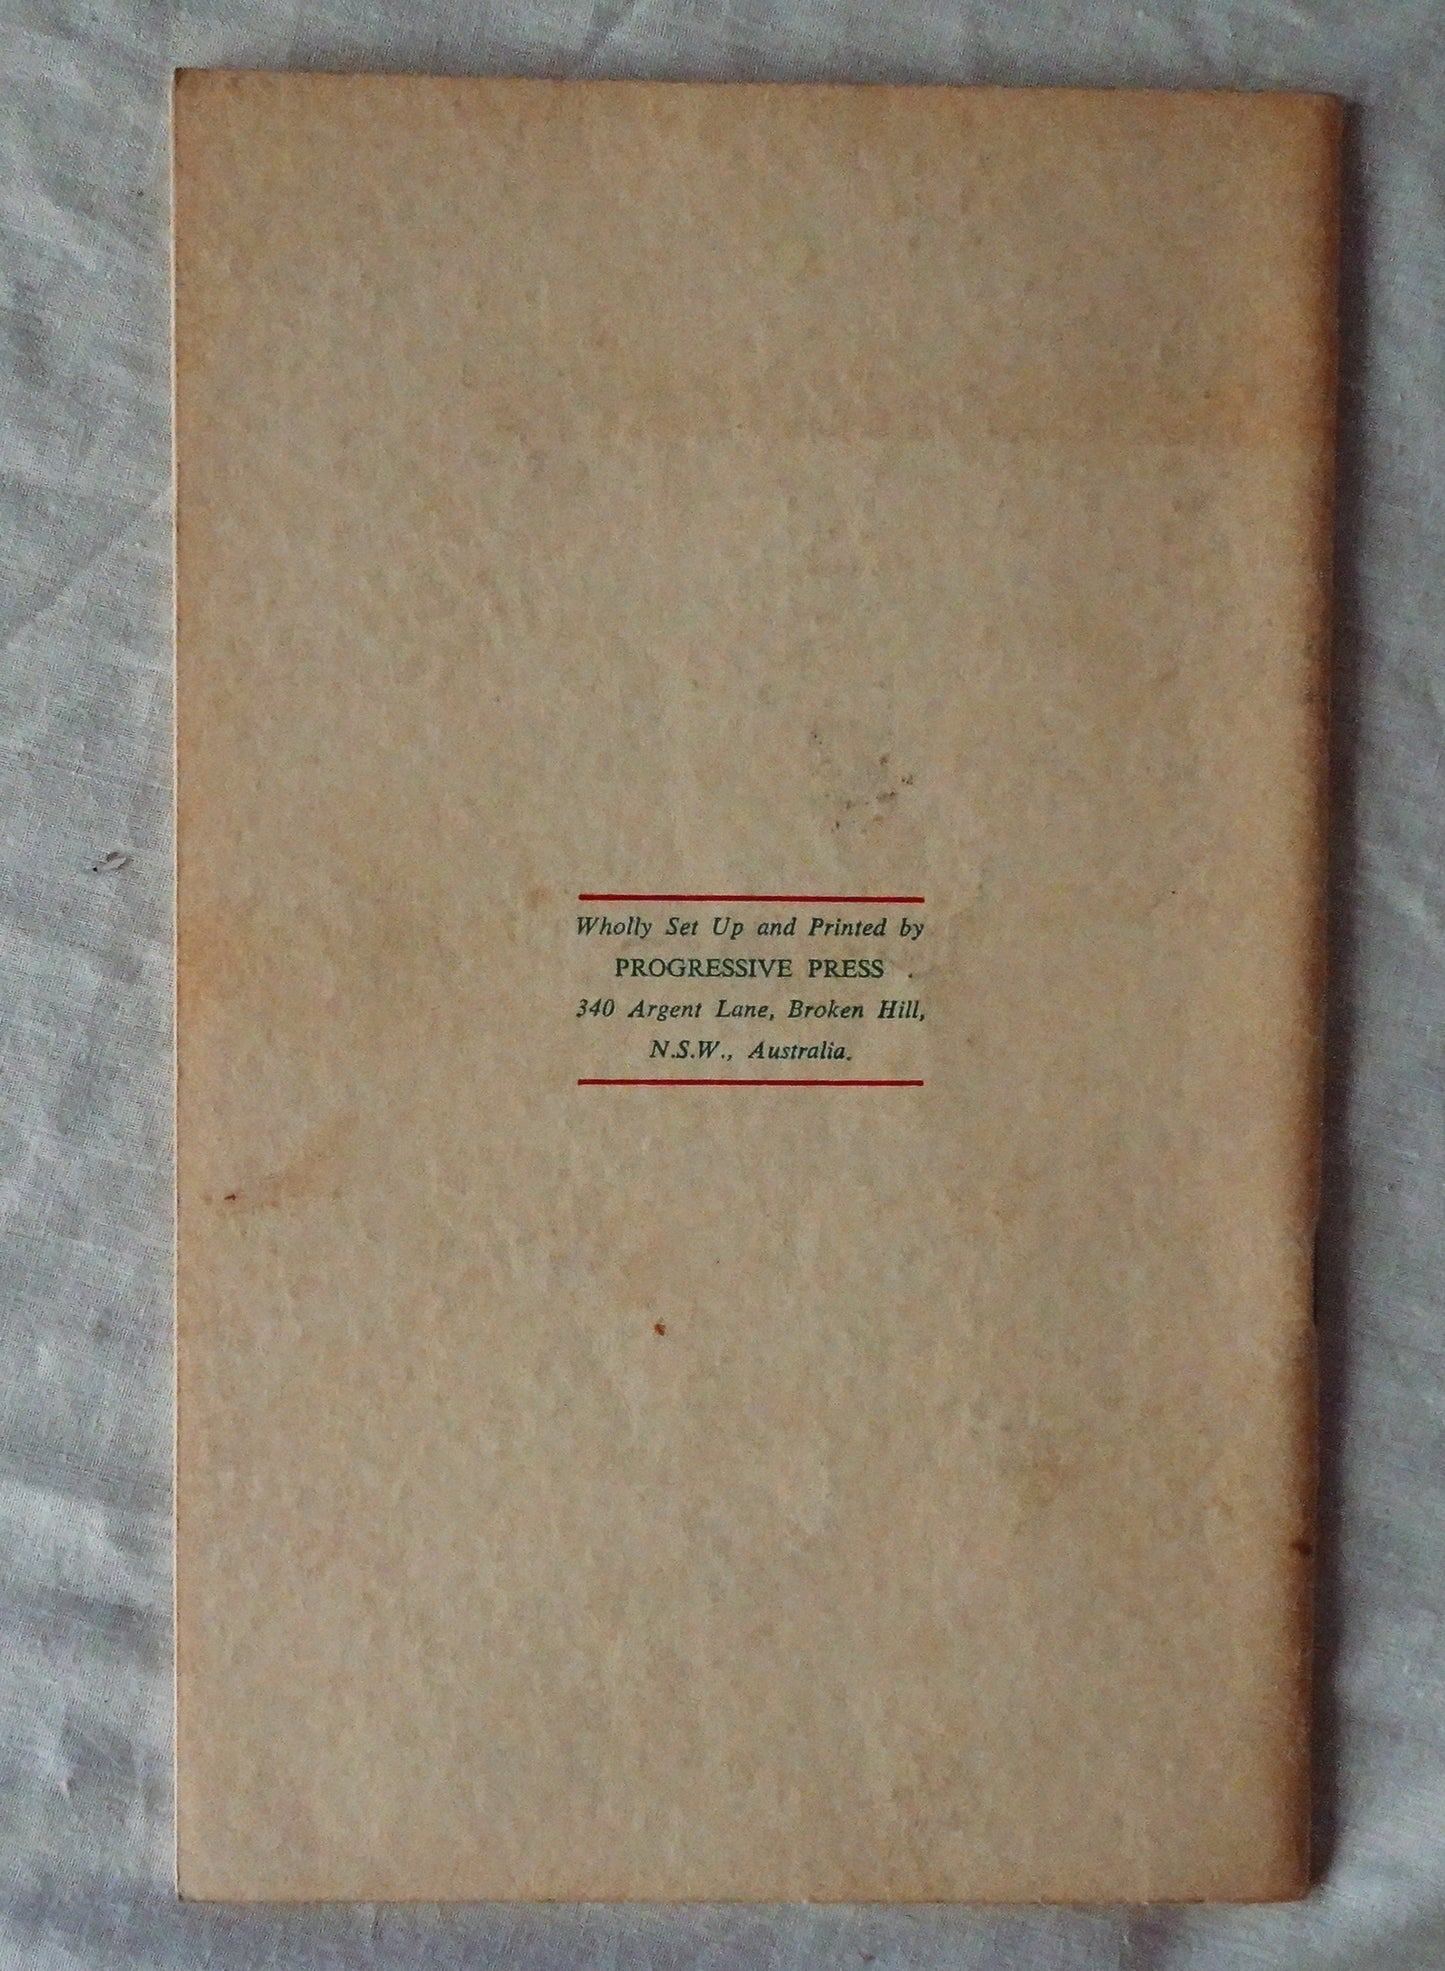 Wholly Set Up and Printed by
PROGRESSIVE PRESS .
340 Argent Lane, Broken Hill,
N.S.W., Australia.